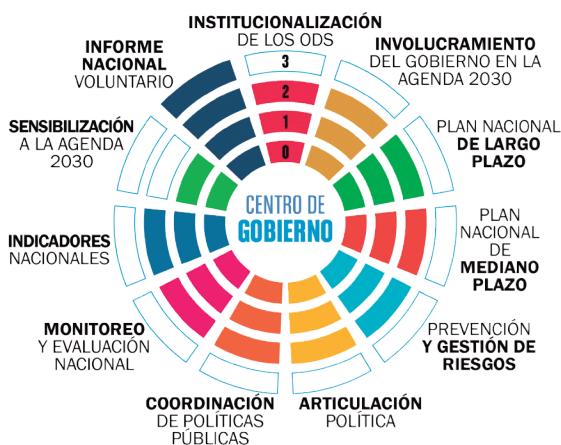 INSTITUCIONALIZACIÓN
DE LOS ODS
3
2
1
0
INVOLUCRAMIENTO
DEL GOBIERNO EN LA
AGENDA 2030
PLAN NACIONAL
DE LARGO
PLAZO
PLAN
NACIONAL
DE
MEDIANO
PLAZO
PREVENCIÓN
Y GESTIÓN DE
RIESGOS
ARTICULACIÓN
POLÍTICA
COORDINACIÓN
DE POLÍTICAS
PÚBLICAS
MONITOREO
Y EVALUACIÓN
NACIONAL
INDICADORES
NACIONALES
SENSIBILIZACIÓN
A LA AGENDA
2030
INFORME
NACIONAL
VOLUNTARIO
CENTRO DE
GOBIERNO